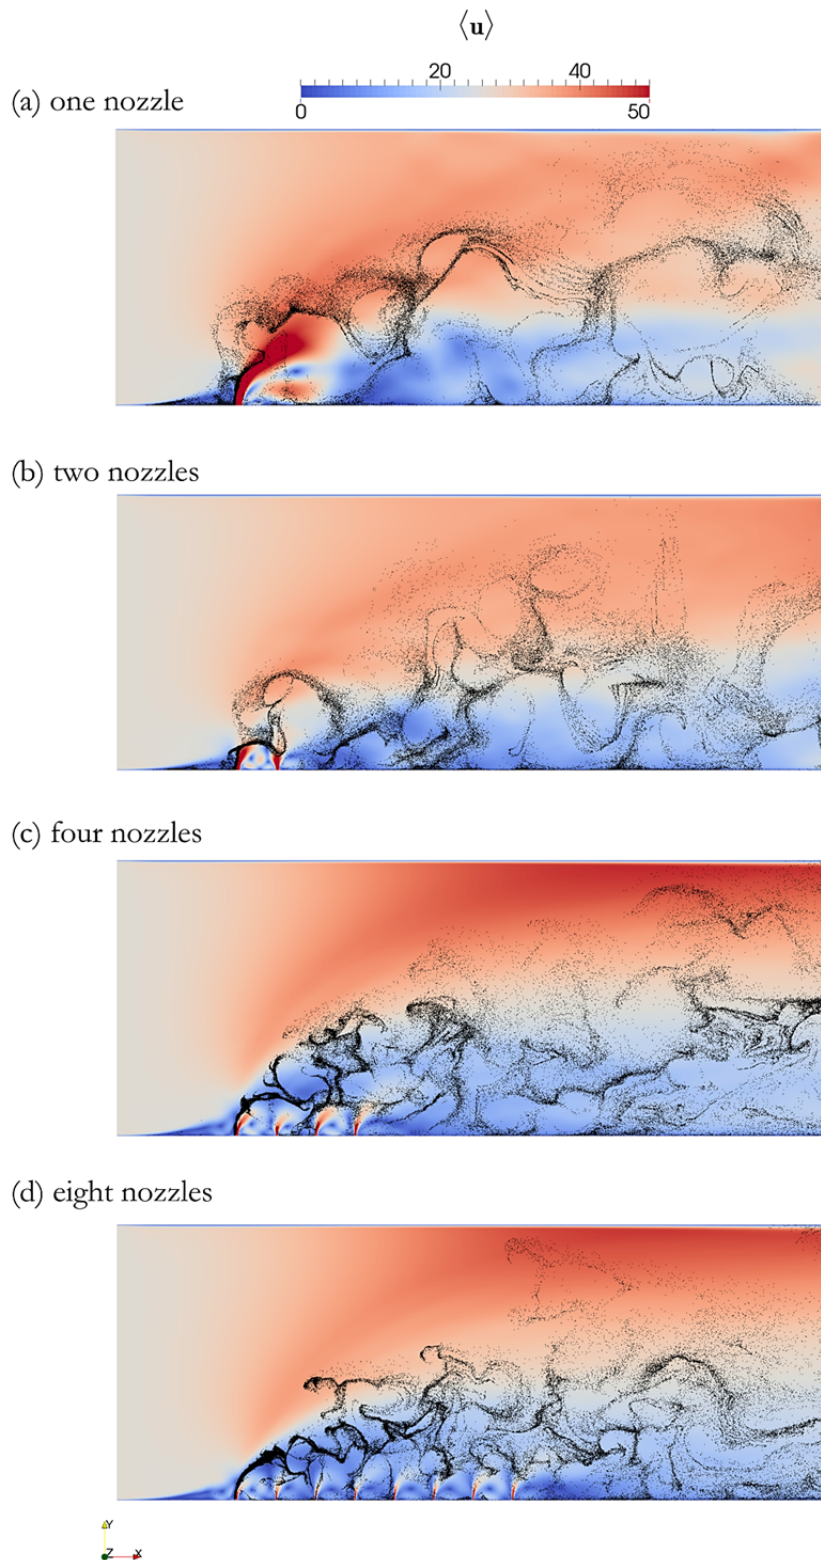 ⟨u⟩
20 40
0 50
(a) one nozzle
(b) two nozzles
(c) four nozzles
(d) eight nozzles
Y
Z X